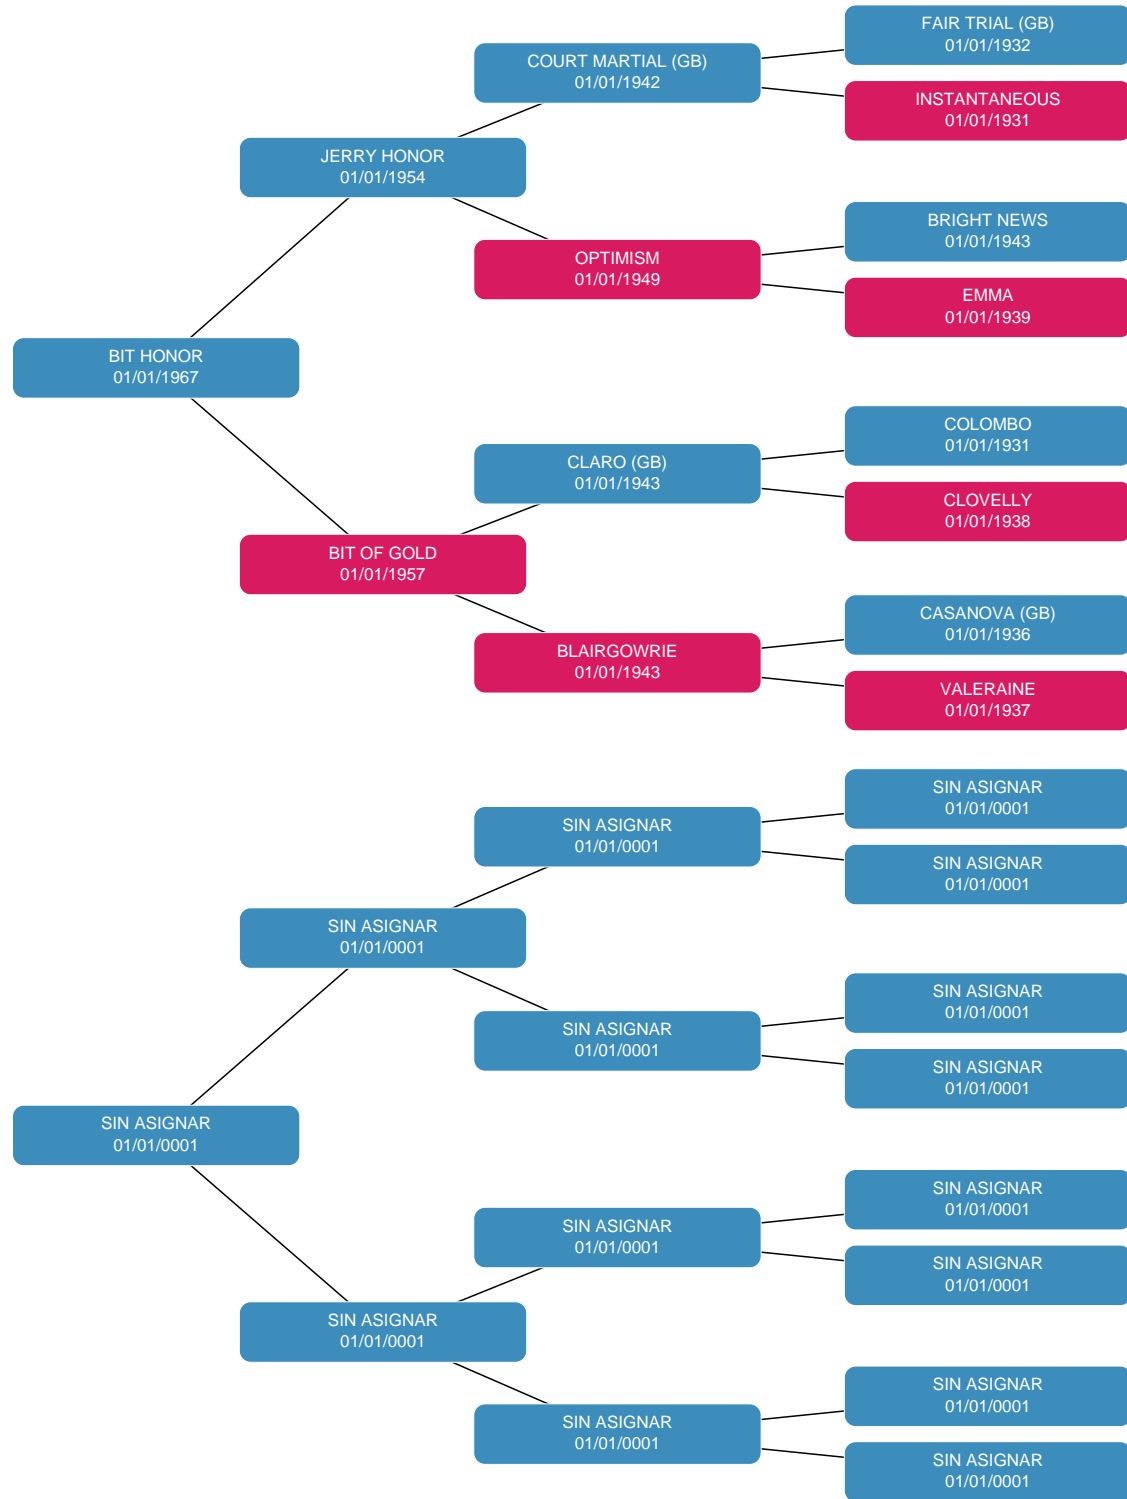 FAIR TRIAL (GB)
01/01/1932
COURT MARTIAL (GB)
01/01/1942
INSTANTANEOUS
01/01/1931
JERRY HONOR
01/01/1954
BRIGHT NEWS
01/01/1943
OPTIMISM
01/01/1949
EMMA
01/01/1939
BIT HONOR
01/01/1967
COLOMBO
01/01/1931
CLARO (GB)
01/01/1943
CLOVELLY
01/01/1938
BIT OF GOLD
01/01/1957
CASANOVA (GB)
01/01/1936
BLAIRGOWRIE
01/01/1943
VALERAINE
01/01/1937
SIN ASIGNAR
01/01/0001
SIN ASIGNAR
01/01/0001
SIN ASIGNAR
01/01/0001
SIN ASIGNAR
01/01/0001
SIN ASIGNAR
01/01/0001
SIN ASIGNAR
01/01/0001
SIN ASIGNAR
01/01/0001
SIN ASIGNAR
01/01/0001
SIN ASIGNAR
01/01/0001
SIN ASIGNAR
01/01/0001
SIN ASIGNAR
01/01/0001
SIN ASIGNAR
01/01/0001
SIN ASIGNAR
01/01/0001
SIN ASIGNAR
01/01/0001
SIN ASIGNAR
01/01/0001